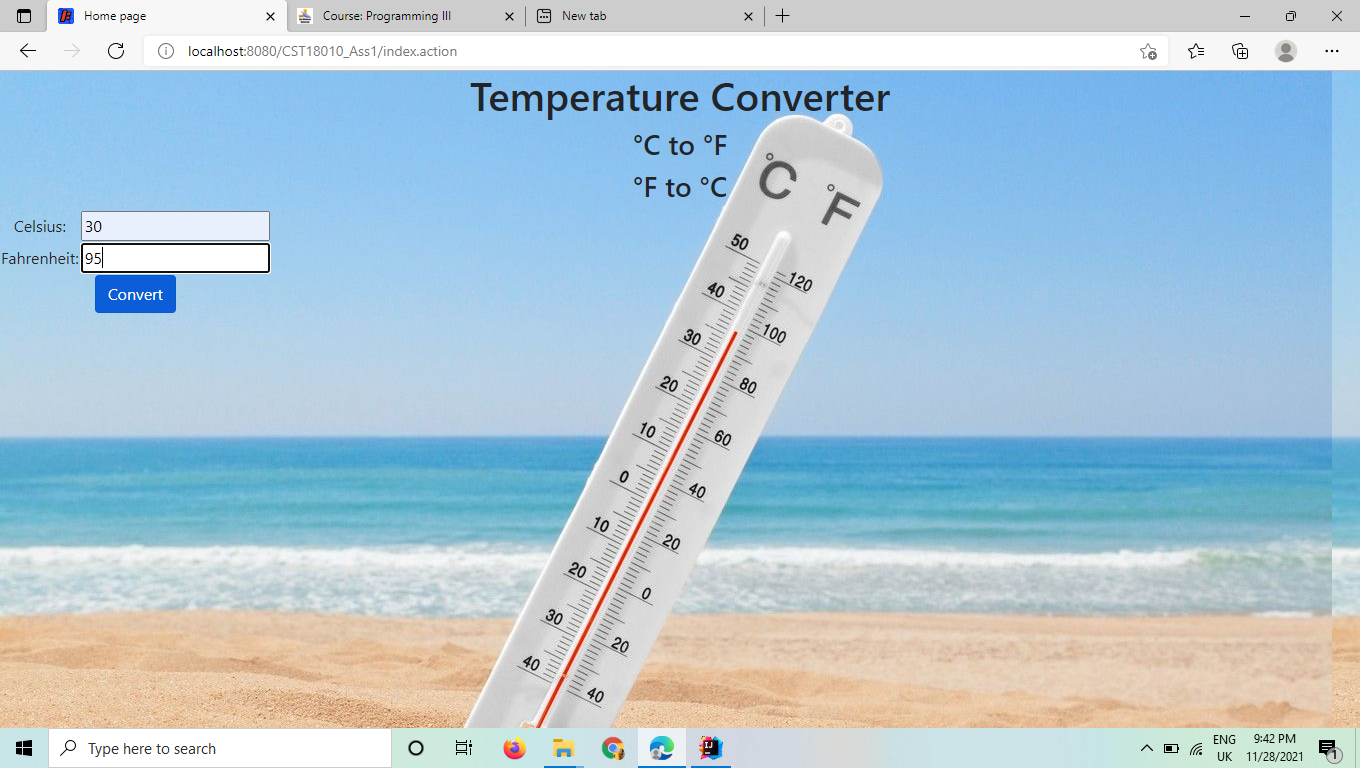 Home page
Course: Programming III
New tab
localhost:8080/CST18010_Ass1/index.action
Temperature Converter
°C to °F
°F to °C
Celsius: 30
Fahrenheit: 95
Convert
°C °F
50
120
40
100
30
80
20
60
10
40
0
20
10
0
20
20
30
40
40
Type here to search
ENG
UK
9:42 PM
11/28/2021
1